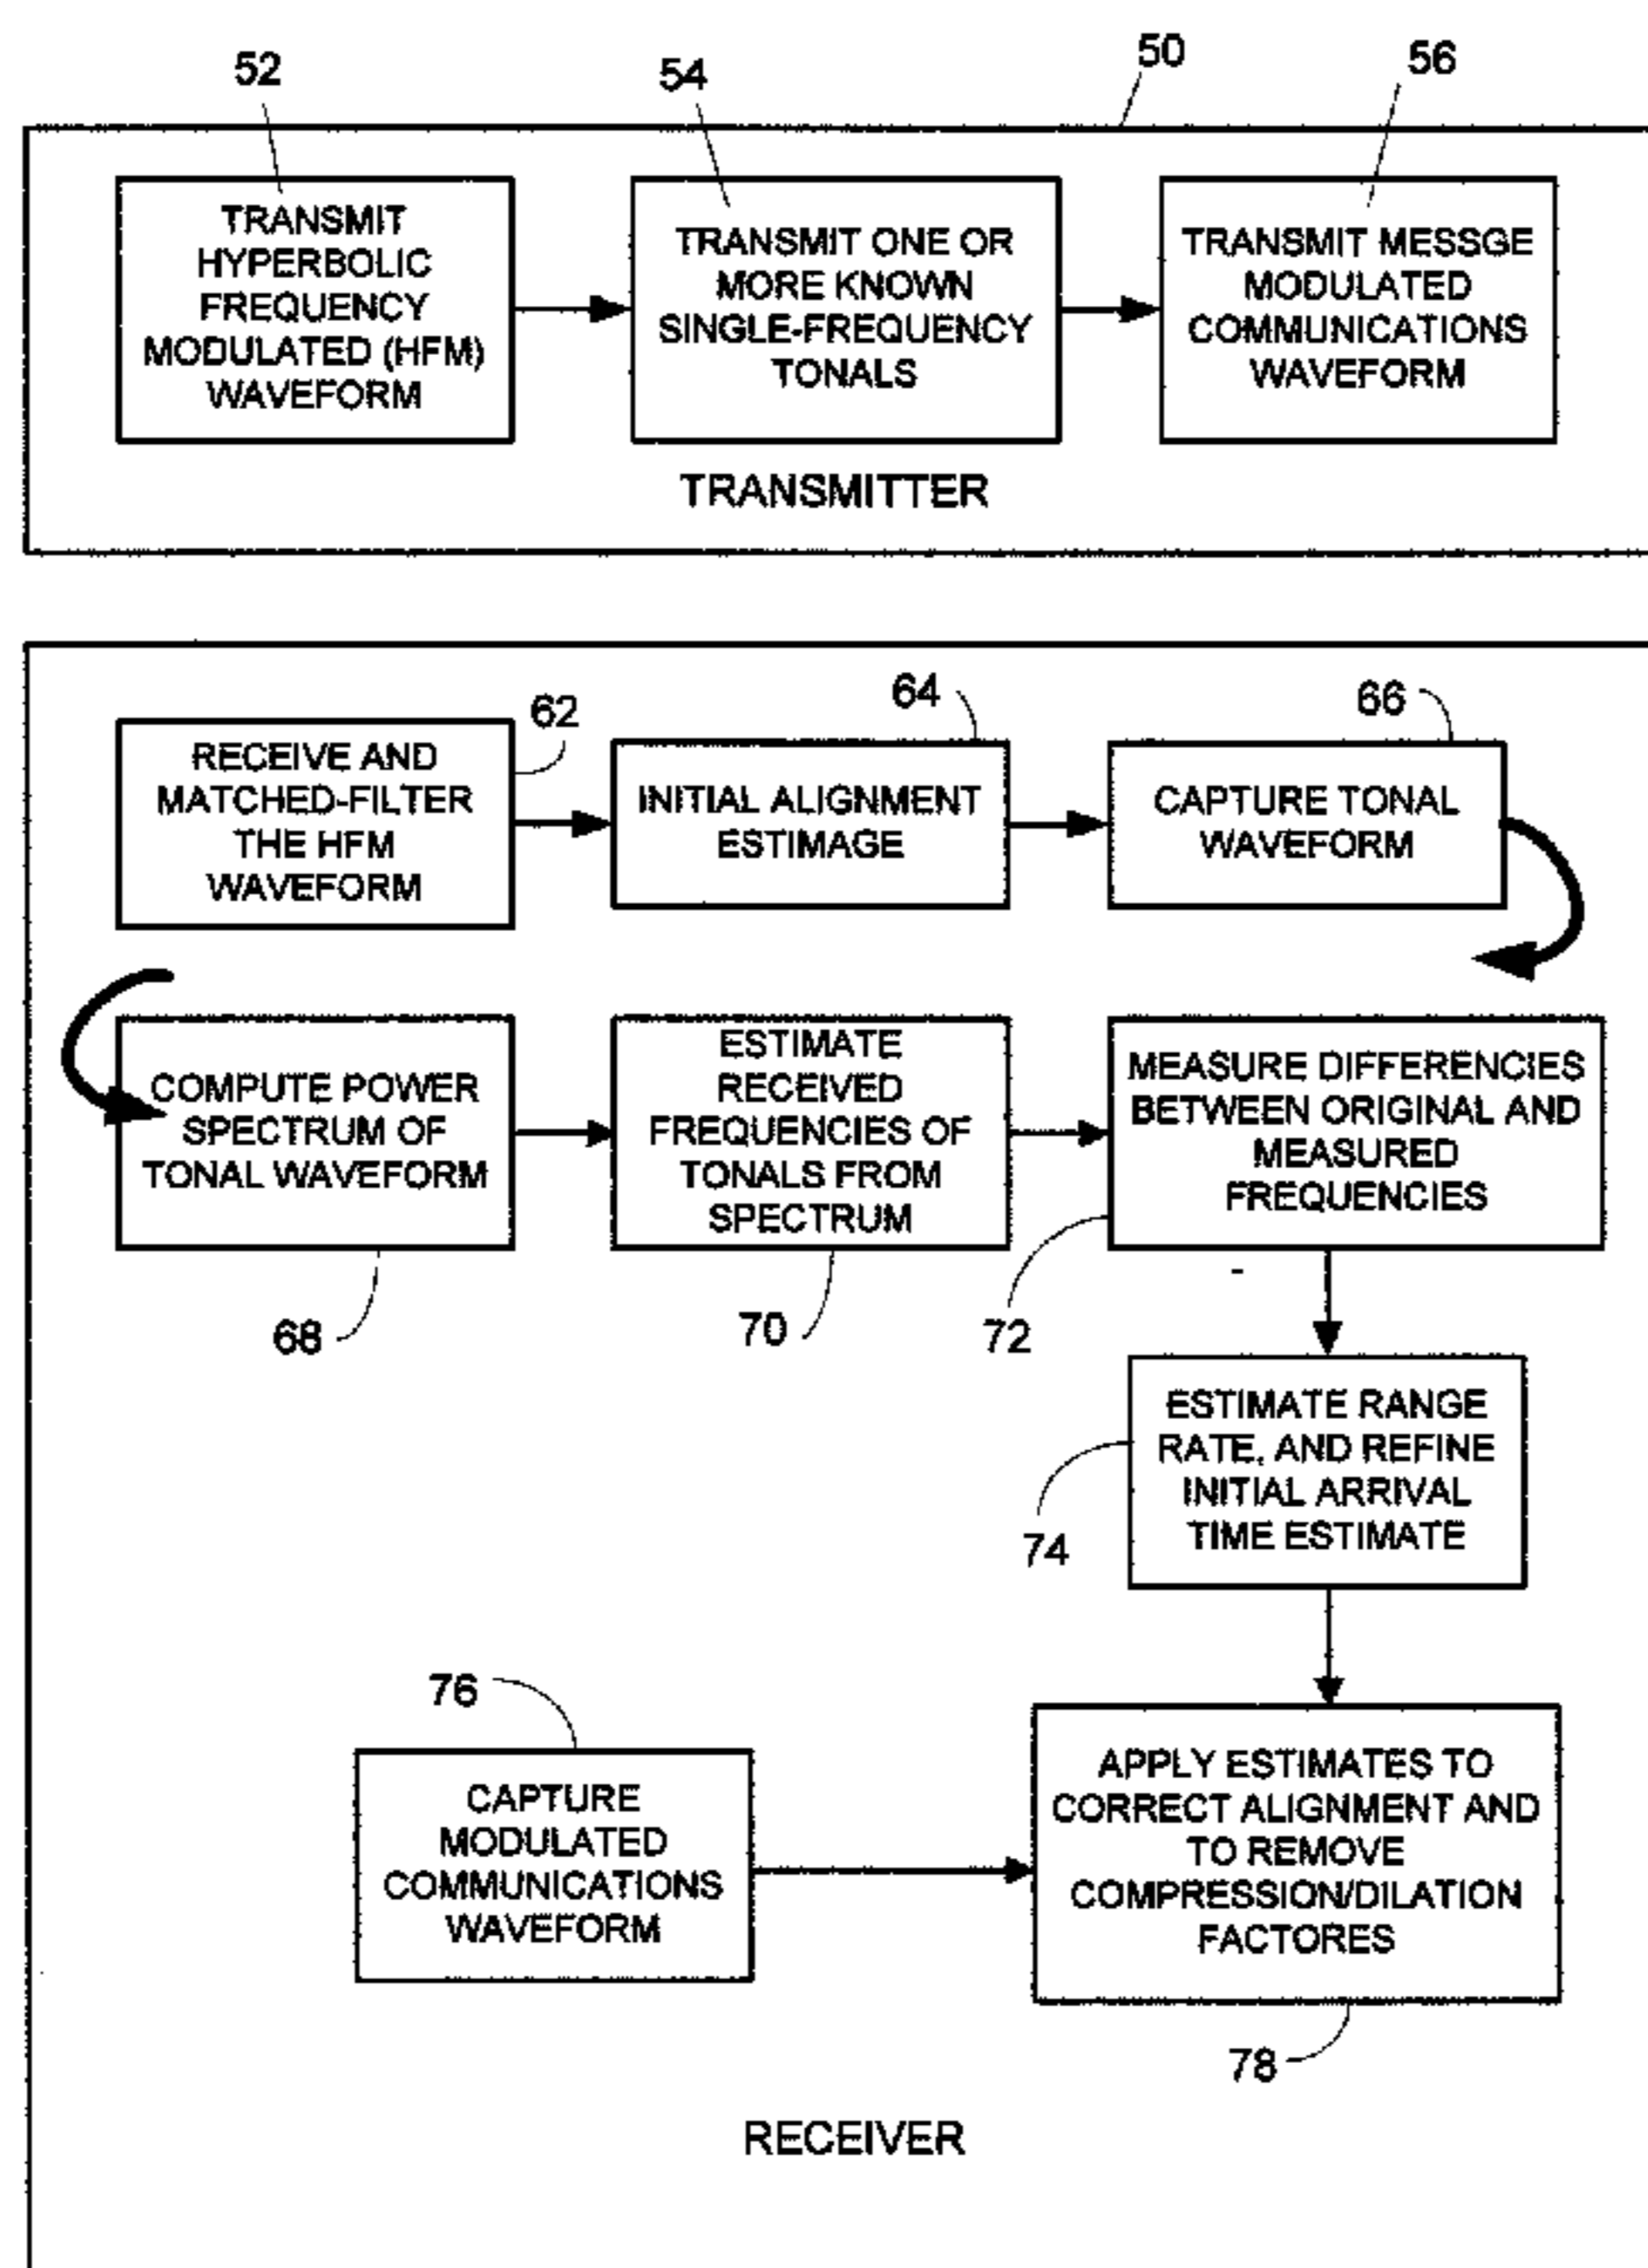 52
54
50
56
TRANSMIT
HYPERBOLIC
FREQUENCY
MODULATED (HFM)
WAVEFORM
TRANSMIT ONE OR
MORE KNOWN
SINGLE-FREQUENCY
TONALS
TRANSMIT MESSGE
MODULATED
COMMUNICATIONS
WAVEFORM
TRANSMITTER
62
64
66
RECEIVE AND
MATCHED-FILTER
THE HFM
WAVEFORM
INITIAL ALIGNMENT
ESTIMAGE
CAPTURE TONAL
WAVEFORM
COMPUTE POWER
SPECTRUM OF
TONAL WAVEFORM
ESTIMATE
RECEIVED
FREQUENCIES OF
TONALS FROM
SPECTRUM
MEASURE DIFFERENCIES
BETWEEN ORIGINAL AND
MEASURED
FREQUENCIES
68
70
72
ESTIMATE RANGE
RATE, AND REFINE
INITIAL ARRIVAL
TIME ESTIMATE
74
76
CAPTURE
MODULATED
COMMUNICATIONS
WAVEFORM
APPLY ESTIMATES TO
CORRECT ALIGNMENT AND
TO REMOVE
COMPRESSION/DILATION
FACTORES
78
RECEIVER